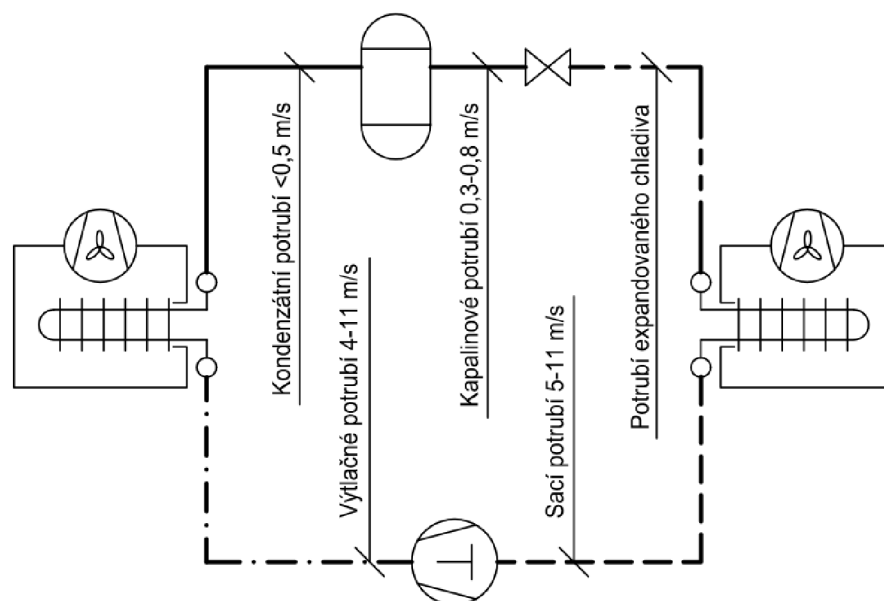 Kondenzátní potrubí <0,5 m/s
Výtlačné potrubí 4-11 m/s
Kapalinové potrubí 0,3-0,8 m/s
Sací potrubí 5-11 m/s
Potrubí expandovaného chladiva